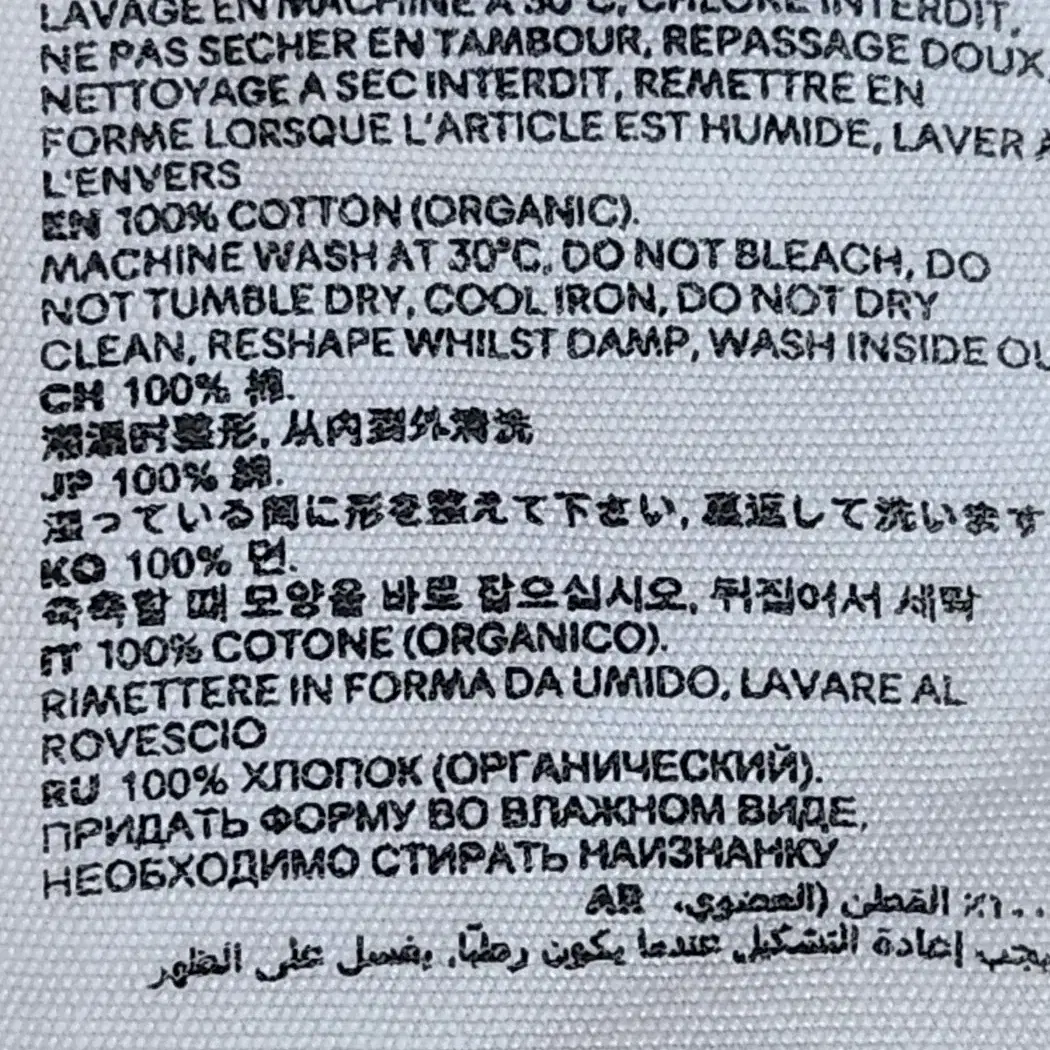 LAVAGE EN MACHINE A 30°C, CHLORE INTERDIT,
NE PAS SECHER EN TAMBOUR, REPASSAGE DOUX,
NETTOYAGE A SEC INTERDIT, REMETTRE EN
FORME LORSQUE L'ARTICLE EST HUMIDE, LAVER A
L'ENVERS
EN 100% COTTON (ORGANIC).
MACHINE WASH AT 30°C, DO NOT BLEACH, DO
NOT TUMBLE DRY, COOL IRON, DO NOT DRY
CLEAN, RESHAPE WHILST DAMP, WASH INSIDE OU
CH 100% 棉.
潮湿时整形, 从内到外清洗
JP 100% 綿.
湿っている間に形を整えて下さい, 裏返して洗います
KO 100% 면.
축축할 때 모양을 바로 잡으십시오, 뒤집어서 세탁
IT 100% COTONE (ORGANICO).
RIMETTERE IN FORMA DA UMIDO, LAVARE AL
ROVESCIO
RU 100% ХЛОПОК (ОРГАНИЧЕСКИЙ).
ПРИДАТЬ ФОРМУ ВО ВЛАЖНОМ ВИДЕ,
НЕОБХОДИМО СТИРАТЬ НАИЗНАНКУ
٪١٠٠ القطن (العضوي. AR
يجب إعادة التشكيل عندما يكون رطبًا, يغسل على الظهر